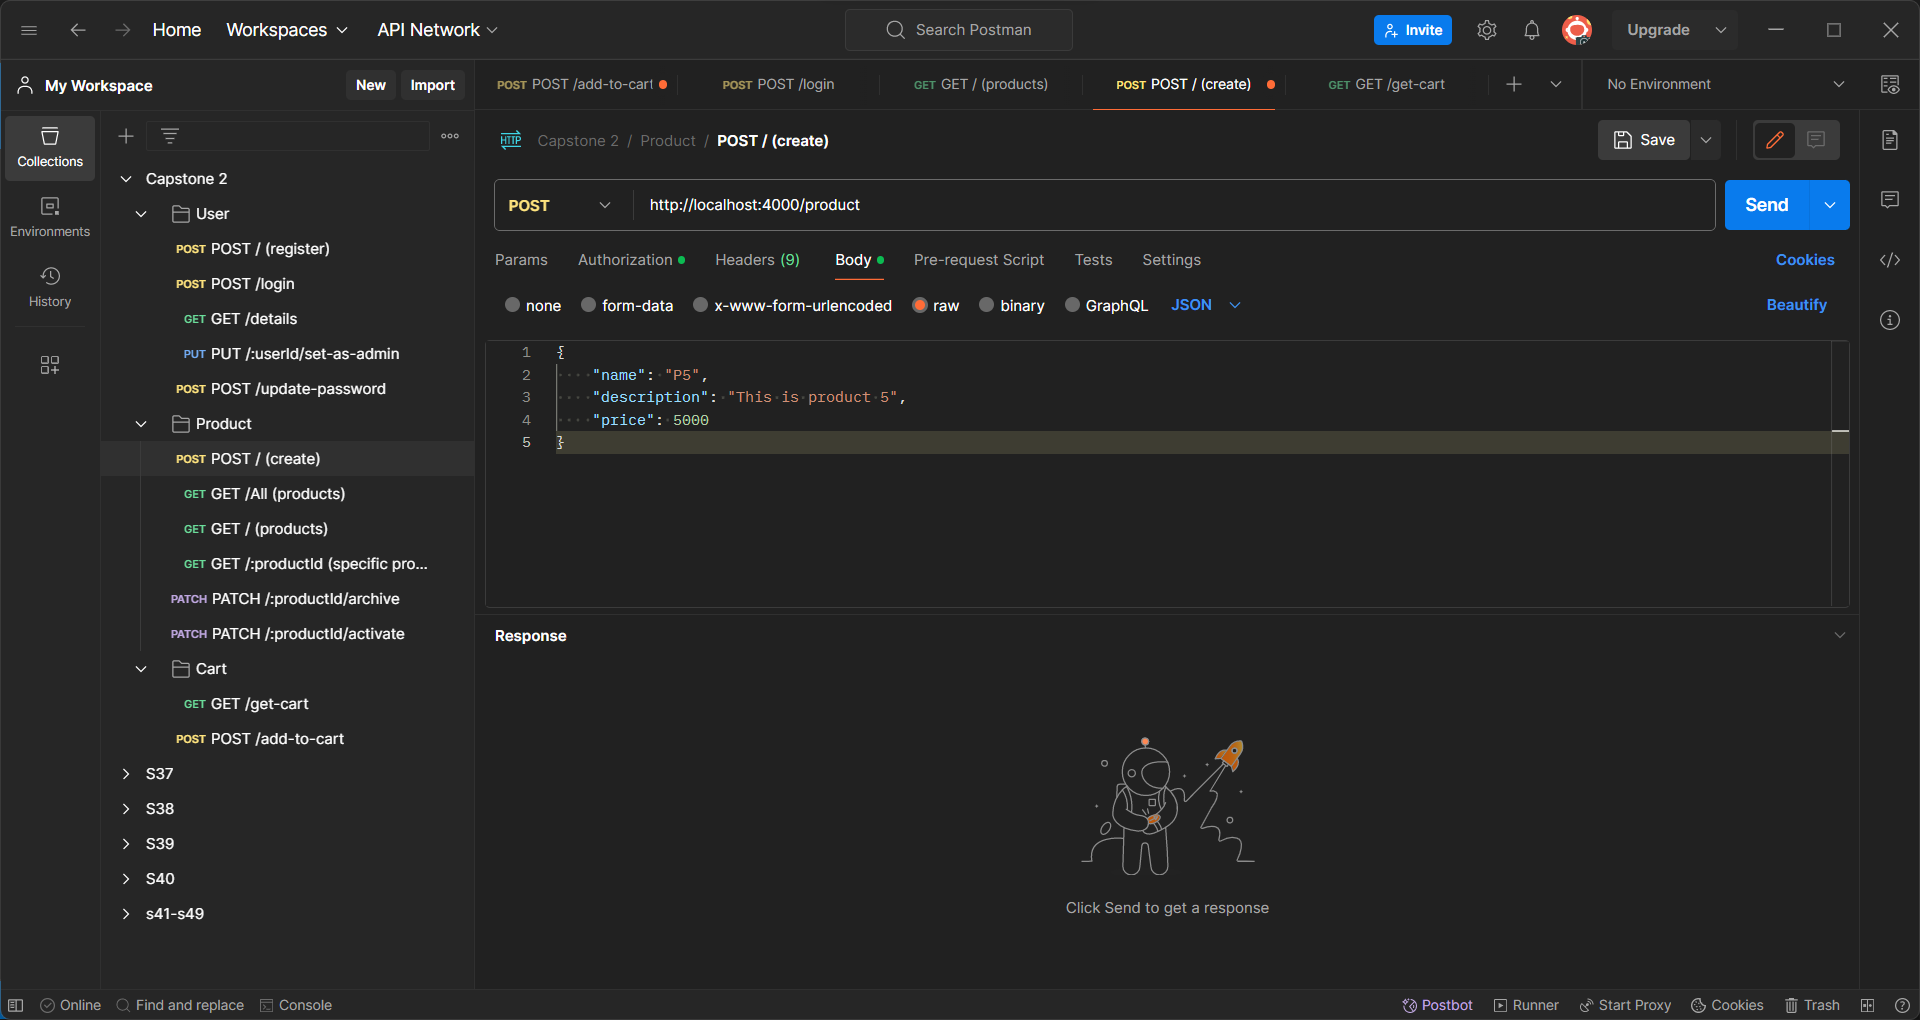 Home Workspaces API Network Search Postman Invite Upgrade
My Workspace New Import
POST POST /add-to-cart POST POST /login GET GET / (products) POST POST / (create) GET GET /get-cart No Environment
Collections
Environments
History
Capstone 2
User
POST POST / (register)
POST POST /login
GET GET /details
PUT PUT /:userId/set-as-admin
POST POST /update-password
Product
POST POST / (create)
GET GET /All (products)
GET GET / (products)
GET GET /:productId (specific pro...
PATCH PATCH /:productId/archive
PATCH PATCH /:productId/activate
Cart
GET GET /get-cart
POST POST /add-to-cart
S37
S38
S39
S40
s41-s49
HTTP Capstone 2 / Product / POST / (create) Save
POST http://localhost:4000/product Send
Params Authorization Headers (9) Body Pre-request Script Tests Settings Cookies
none form-data x-www-form-urlencoded raw binary GraphQL JSON Beautify
1 {
2 "name": "P5",
3 "description": "This is product 5",
4 "price": 5000
5 }
Response
Click Send to get a response
Online Find and replace Console Postbot Runner Start Proxy Cookies Trash